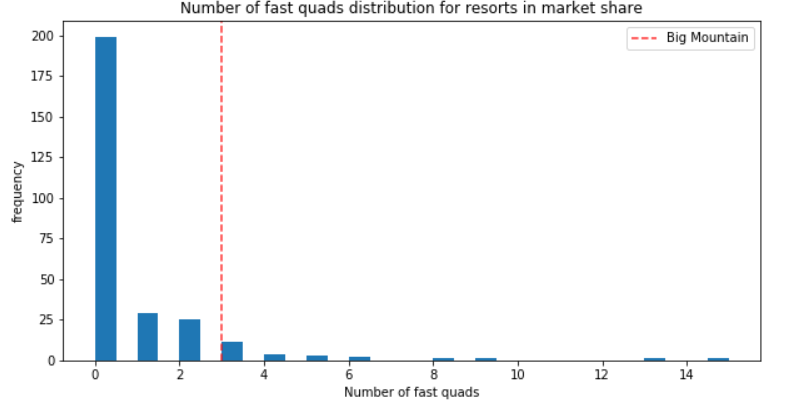 Number of fast quads distribution for resorts in market share
Big Mountain
200
175
150
125
100
75
50
25
0
frequency
0 2 4 6 8 10 12 14
Number of fast quads